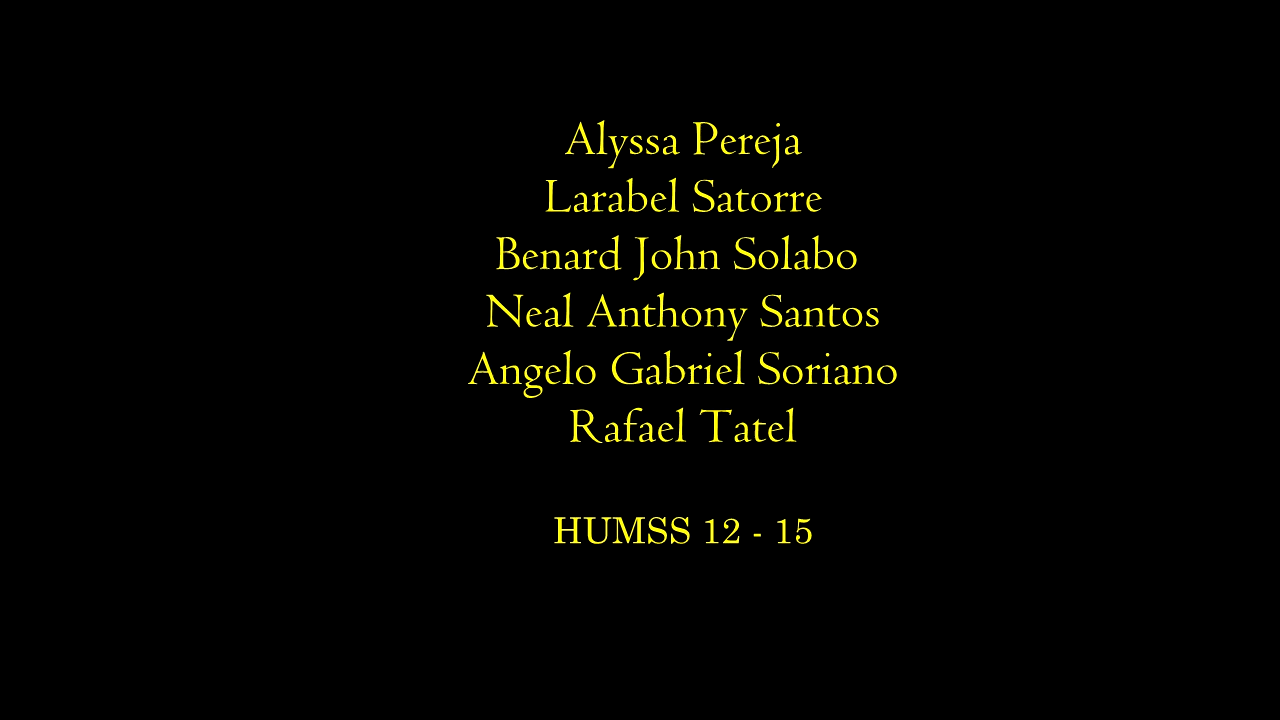 Alyssa Pereja
Larabel Satorre
Benard John Solabo
Neal Anthony Santos
Angelo Gabriel Soriano
Rafael Tatel
HUMSS 12 - 15